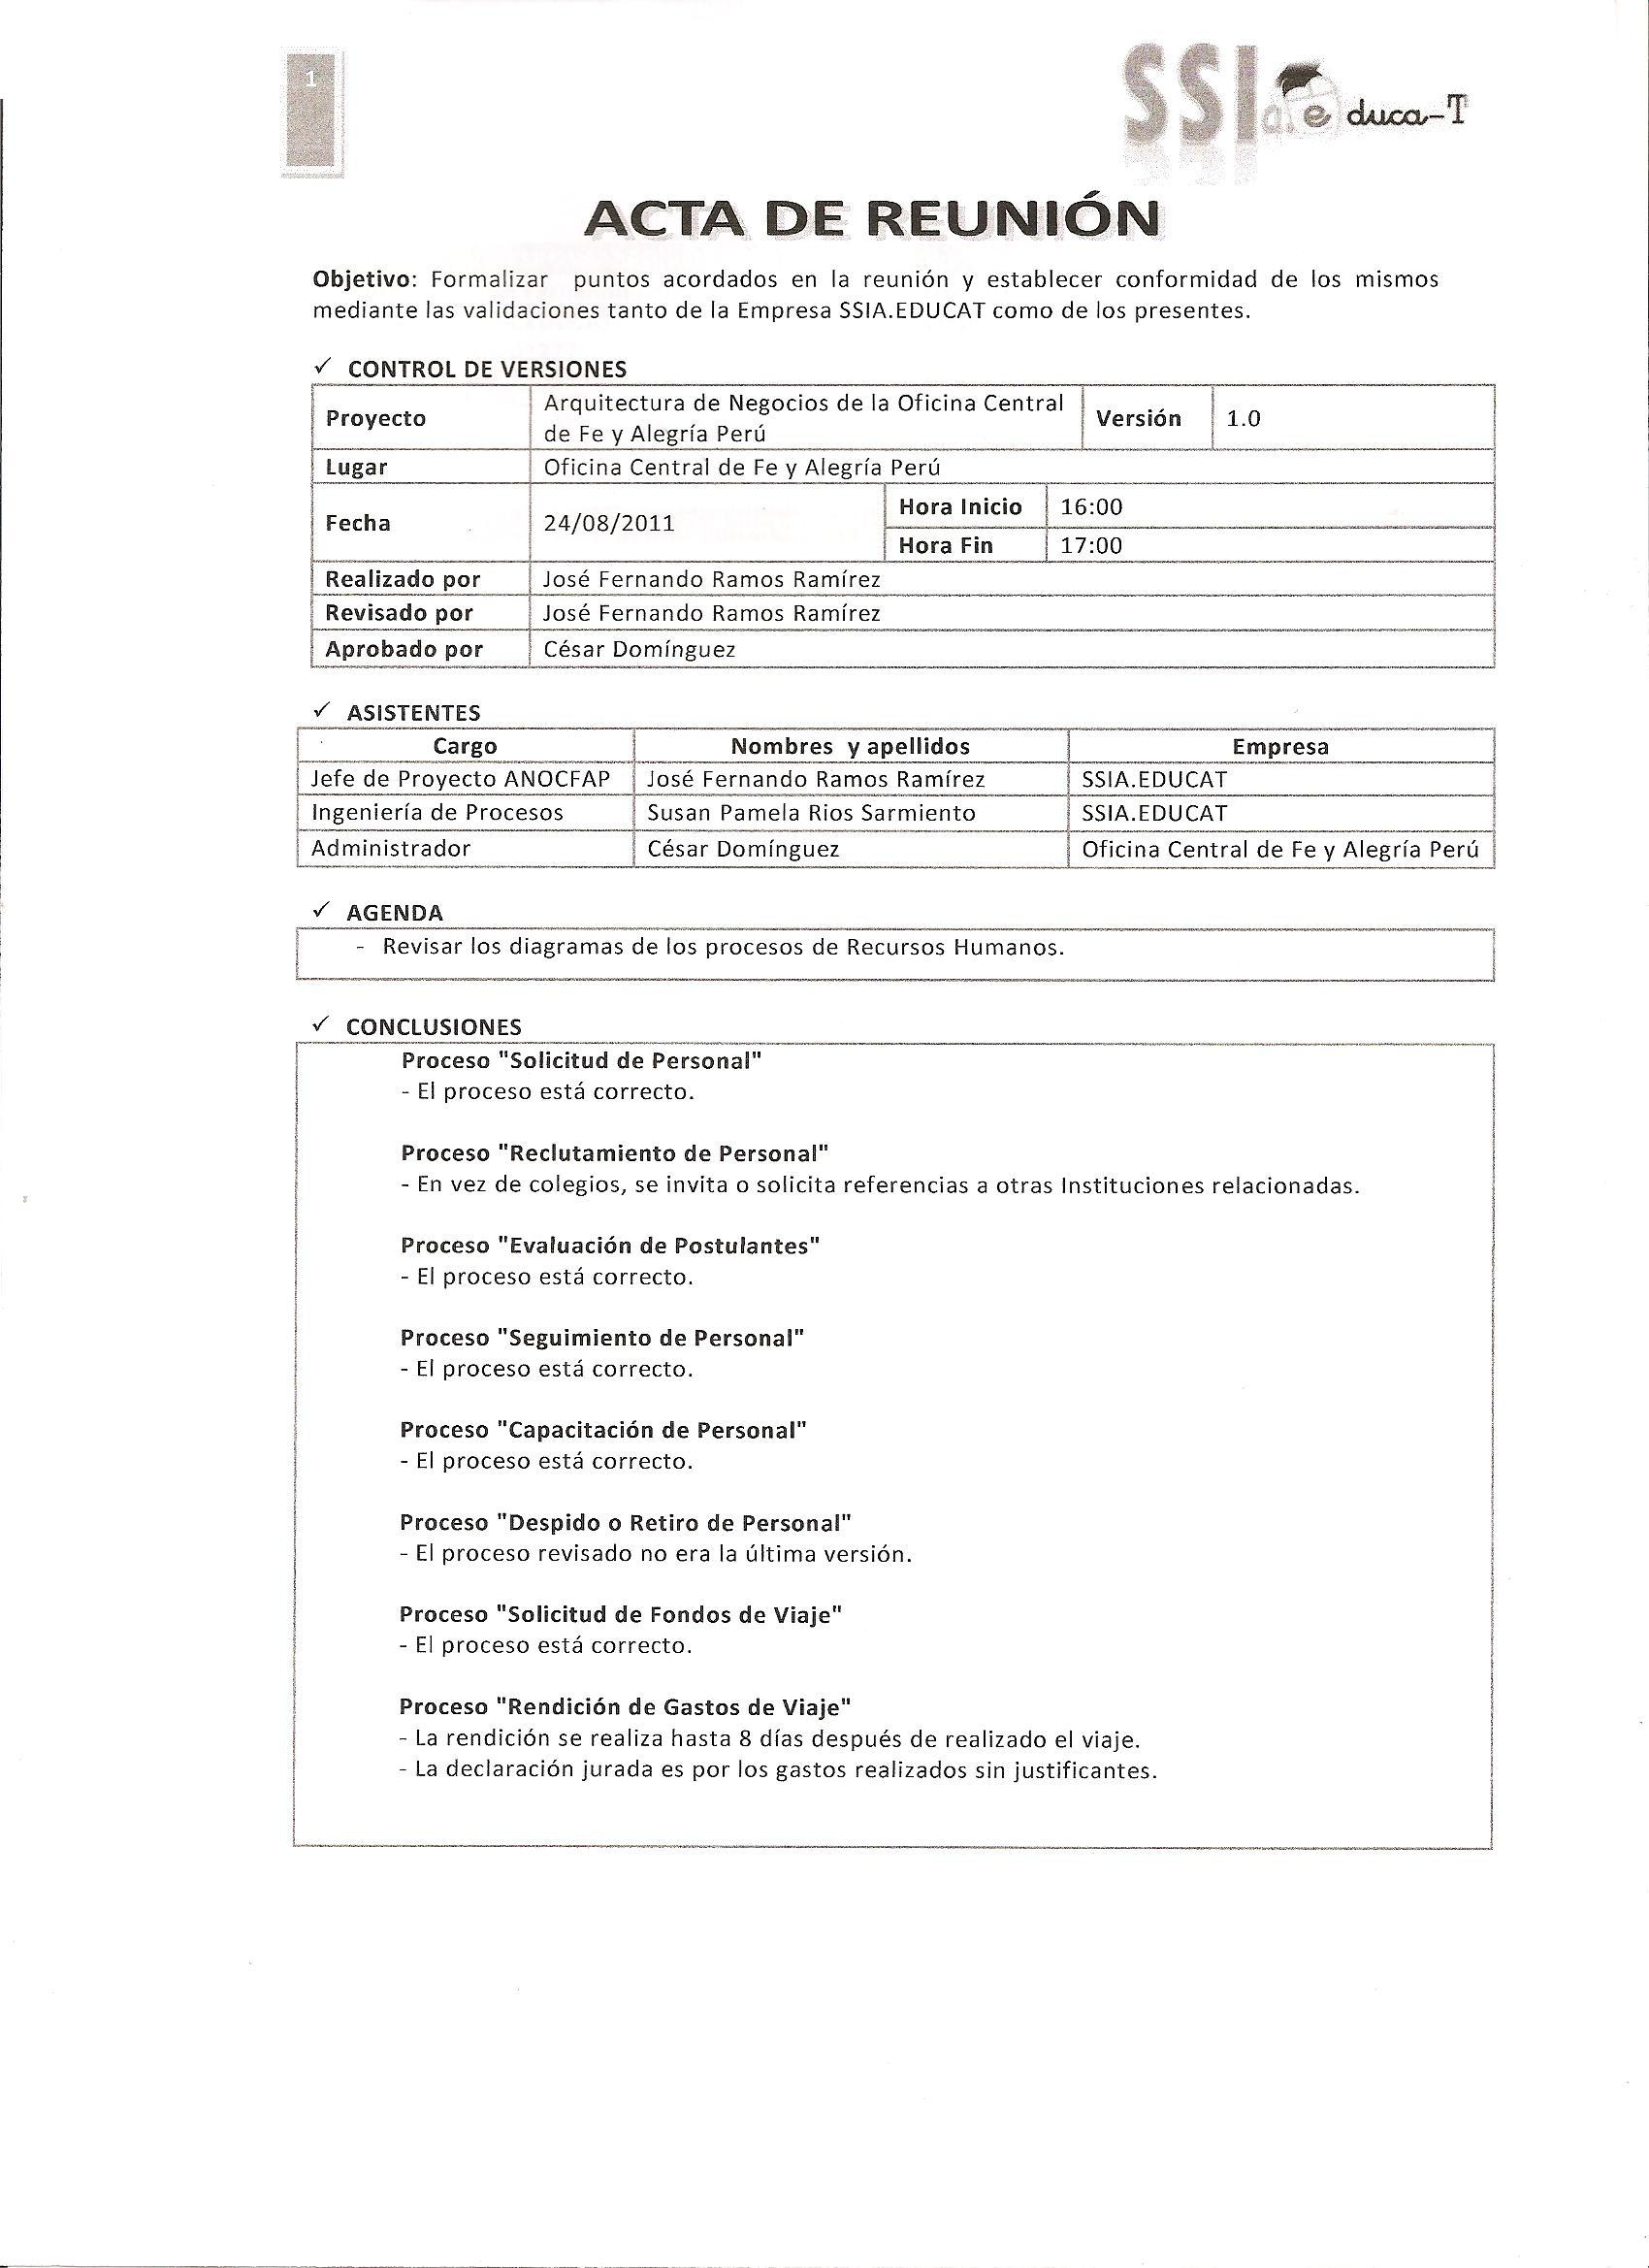 1
SSIa.educa-T
ACTA DE REUNIÓN
Objetivo: Formalizar puntos acordados en la reunión y establecer conformidad de los mismos
mediante las validaciones tanto de la Empresa SSIA.EDUCAT como de los presentes.
✓ CONTROL DE VERSIONES
Proyecto Arquitectura de Negocios de la Oficina Central de Fe y Alegría Perú Versión 1.0
Lugar Oficina Central de Fe y Alegría Perú
Fecha 24/08/2011 Hora Inicio 16:00
Hora Fin 17:00
Realizado por José Fernando Ramos Ramírez
Revisado por José Fernando Ramos Ramírez
Aprobado por César Domínguez
✓ ASISTENTES
Cargo Nombres y apellidos Empresa
Jefe de Proyecto ANOCFAP José Fernando Ramos Ramírez SSIA.EDUCAT
Ingeniería de Procesos Susan Pamela Rios Sarmiento SSIA.EDUCAT
Administrador César Domínguez Oficina Central de Fe y Alegría Perú
✓ AGENDA
- Revisar los diagramas de los procesos de Recursos Humanos.
✓ CONCLUSIONES
Proceso "Solicitud de Personal"
- El proceso está correcto.
Proceso "Reclutamiento de Personal"
- En vez de colegios, se invita o solicita referencias a otras Instituciones relacionadas.
Proceso "Evaluación de Postulantes"
- El proceso está correcto.
Proceso "Seguimiento de Personal"
- El proceso está correcto.
Proceso "Capacitación de Personal"
- El proceso está correcto.
Proceso "Despido o Retiro de Personal"
- El proceso revisado no era la última versión.
Proceso "Solicitud de Fondos de Viaje"
- El proceso está correcto.
Proceso "Rendición de Gastos de Viaje"
- La rendición se realiza hasta 8 días después de realizado el viaje.
- La declaración jurada es por los gastos realizados sin justificantes.